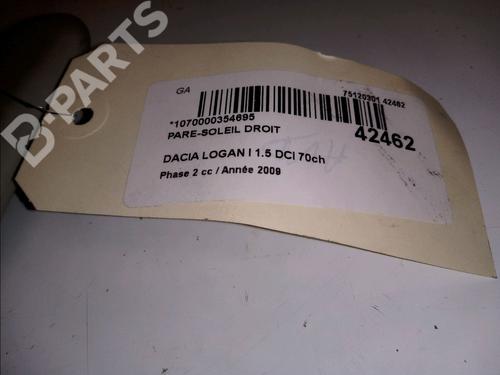 B-PARTS
GA
75120301 42462
*1070000354695
PARE-SOLEIL DROIT
42462
DACIA LOGAN I 1.5 DCI 70ch
Phase 2 cc / Année 2009